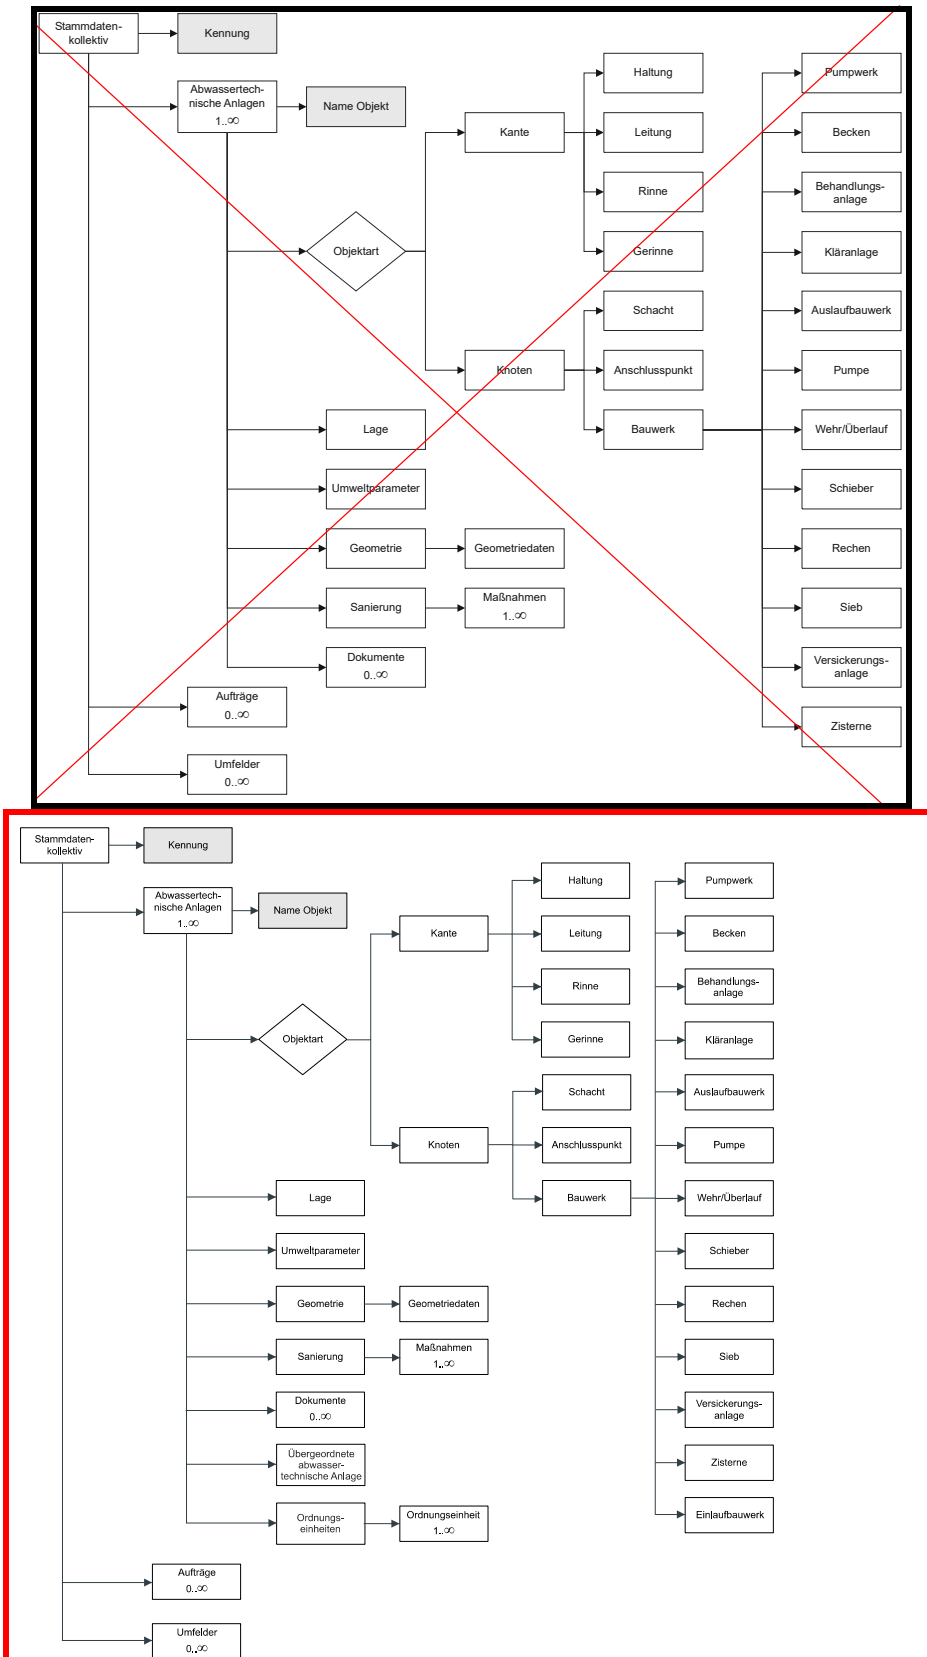 Stammdaten-
kollektiv
Kennung
Abwassertech-
nische Anlagen
1..∞
Name Objekt
Objektart
Kante
Haltung
Leitung
Rinne
Gerinne
Knoten
Schacht
Anschlusspunkt
Bauwerk
Pumpwerk
Becken
Behandlungs-
anlage
Kläranlage
Auslaufbauwerk
Pumpe
Wehr/Überlauf
Schieber
Rechen
Sieb
Versickerungs-
anlage
Zisterne
Lage
Umweltparameter
Geometrie
Geometriedaten
Sanierung
Maßnahmen
1..∞
Dokumente
0..∞
Aufträge
0..∞
Umfelder
0..∞
Stammdaten-
kollektiv
Kennung
Abwassertech-
nische Anlagen
1..∞
Name Objekt
Objektart
Kante
Haltung
Leitung
Rinne
Gerinne
Knoten
Schacht
Anschlusspunkt
Bauwerk
Pumpwerk
Becken
Behandlungs-
anlage
Kläranlage
Auslaufbauwerk
Pumpe
Wehr/Überlauf
Schieber
Rechen
Sieb
Versickerungs-
anlage
Zisterne
Einlaufbauwerk
Lage
Umweltparameter
Geometrie
Geometriedaten
Sanierung
Maßnahmen
1..∞
Dokumente
0..∞
Übergeordnete
abwasser-
technische Anlage
Ordnungs-
einheiten
Ordnungseinheit
1..∞
Aufträge
0..∞
Umfelder
0..∞